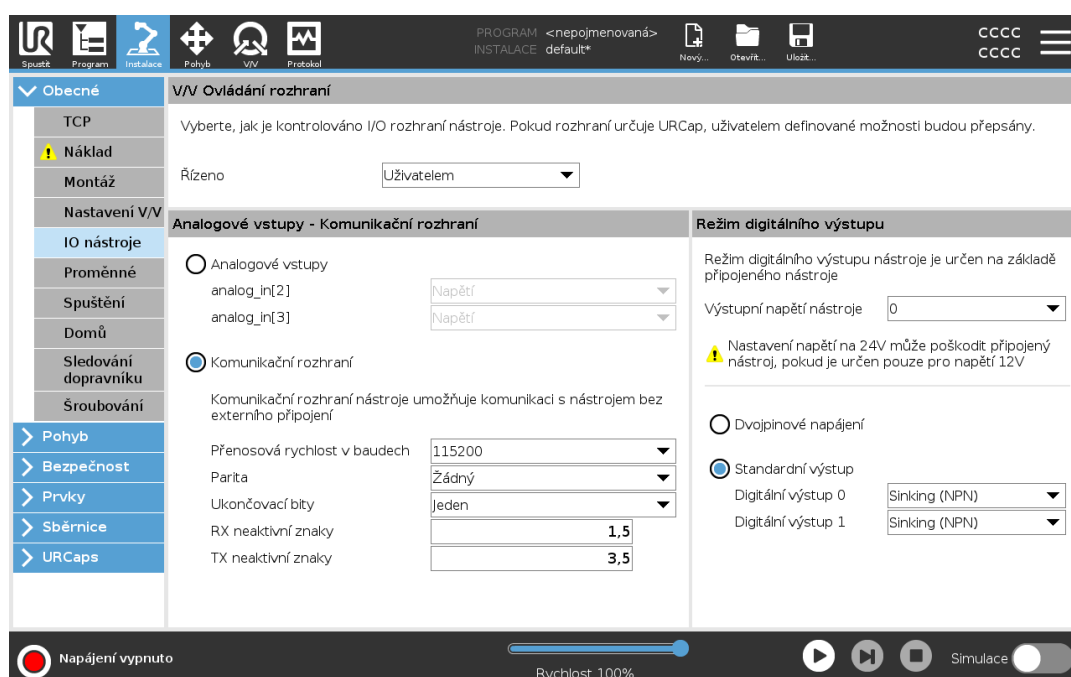 UR
PROGRAM <nepojmenovaná>
INSTALACE default*
cccc
cccc
Spustit Program Instalace Pohyb V/V Protokol Nový... Otevřít... Uložit...
Obecné
TCP
Náklad
Montáž
Nastavení V/V
IO nástroje
Proměnné
Spuštění
Domů
Sledování
dopravníku
Šroubování
Pohyb
Bezpečnost
Prvky
Sběrnice
URCaps
V/V Ovládání rozhraní
Vyberte, jak je kontrolováno I/O rozhraní nástroje. Pokud rozhraní určuje URCap, uživatelem definované možnosti budou přepsány.
Řízeno Uživatelem
Analogové vstupy - Komunikační rozhraní
Analogové vstupy
analog_in[2] Napětí
analog_in[3] Napětí
Komunikační rozhraní
Komunikační rozhraní nástroje umožňuje komunikaci s nástrojem bez
externího připojení
Přenosová rychlost v baudech 115200
Parita Žádný
Ukončovací bity Jeden
RX neaktivní znaky 1,5
TX neaktivní znaky 3,5
Režim digitálního výstupu
Režim digitálního výstupu nástroje je určen na základě
připojeného nástroje
Výstupní napětí nástroje 0
Nastavení napětí na 24V může poškodit připojený
nástroj, pokud je určen pouze pro napětí 12V
Dvojpinové napájení
Standardní výstup
Digitální výstup 0 Sinking (NPN)
Digitální výstup 1 Sinking (NPN)
Napájení vypnuto
Rychlost 100%
Simulace